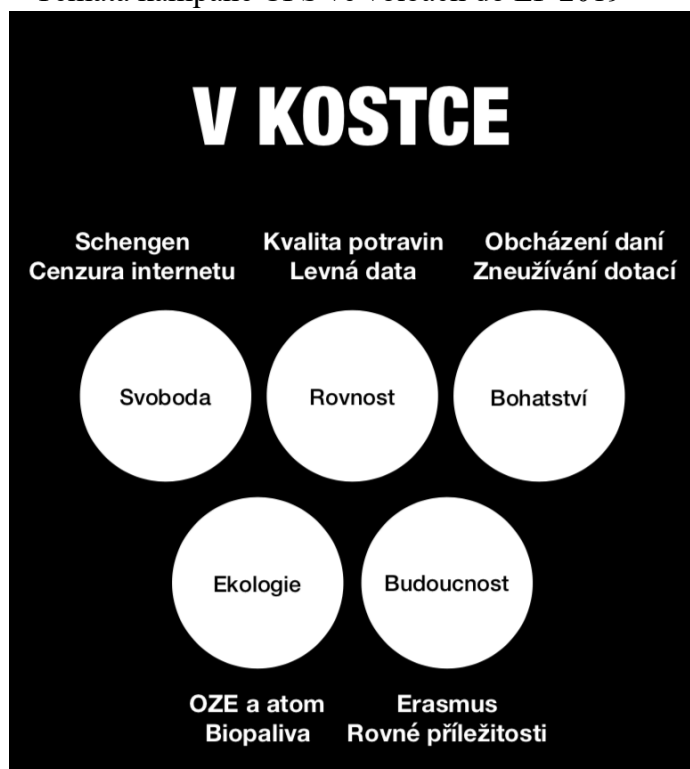 V KOSTCE
Schengen
Cenzura internetu
Kvalita potravin
Levná data
Obcházení daní
Zneužívání dotací
Svoboda
Rovnost
Bohatství
Ekologie
Budoucnost
OZE a atom
Biopaliva
Erasmus
Rovné příležitosti